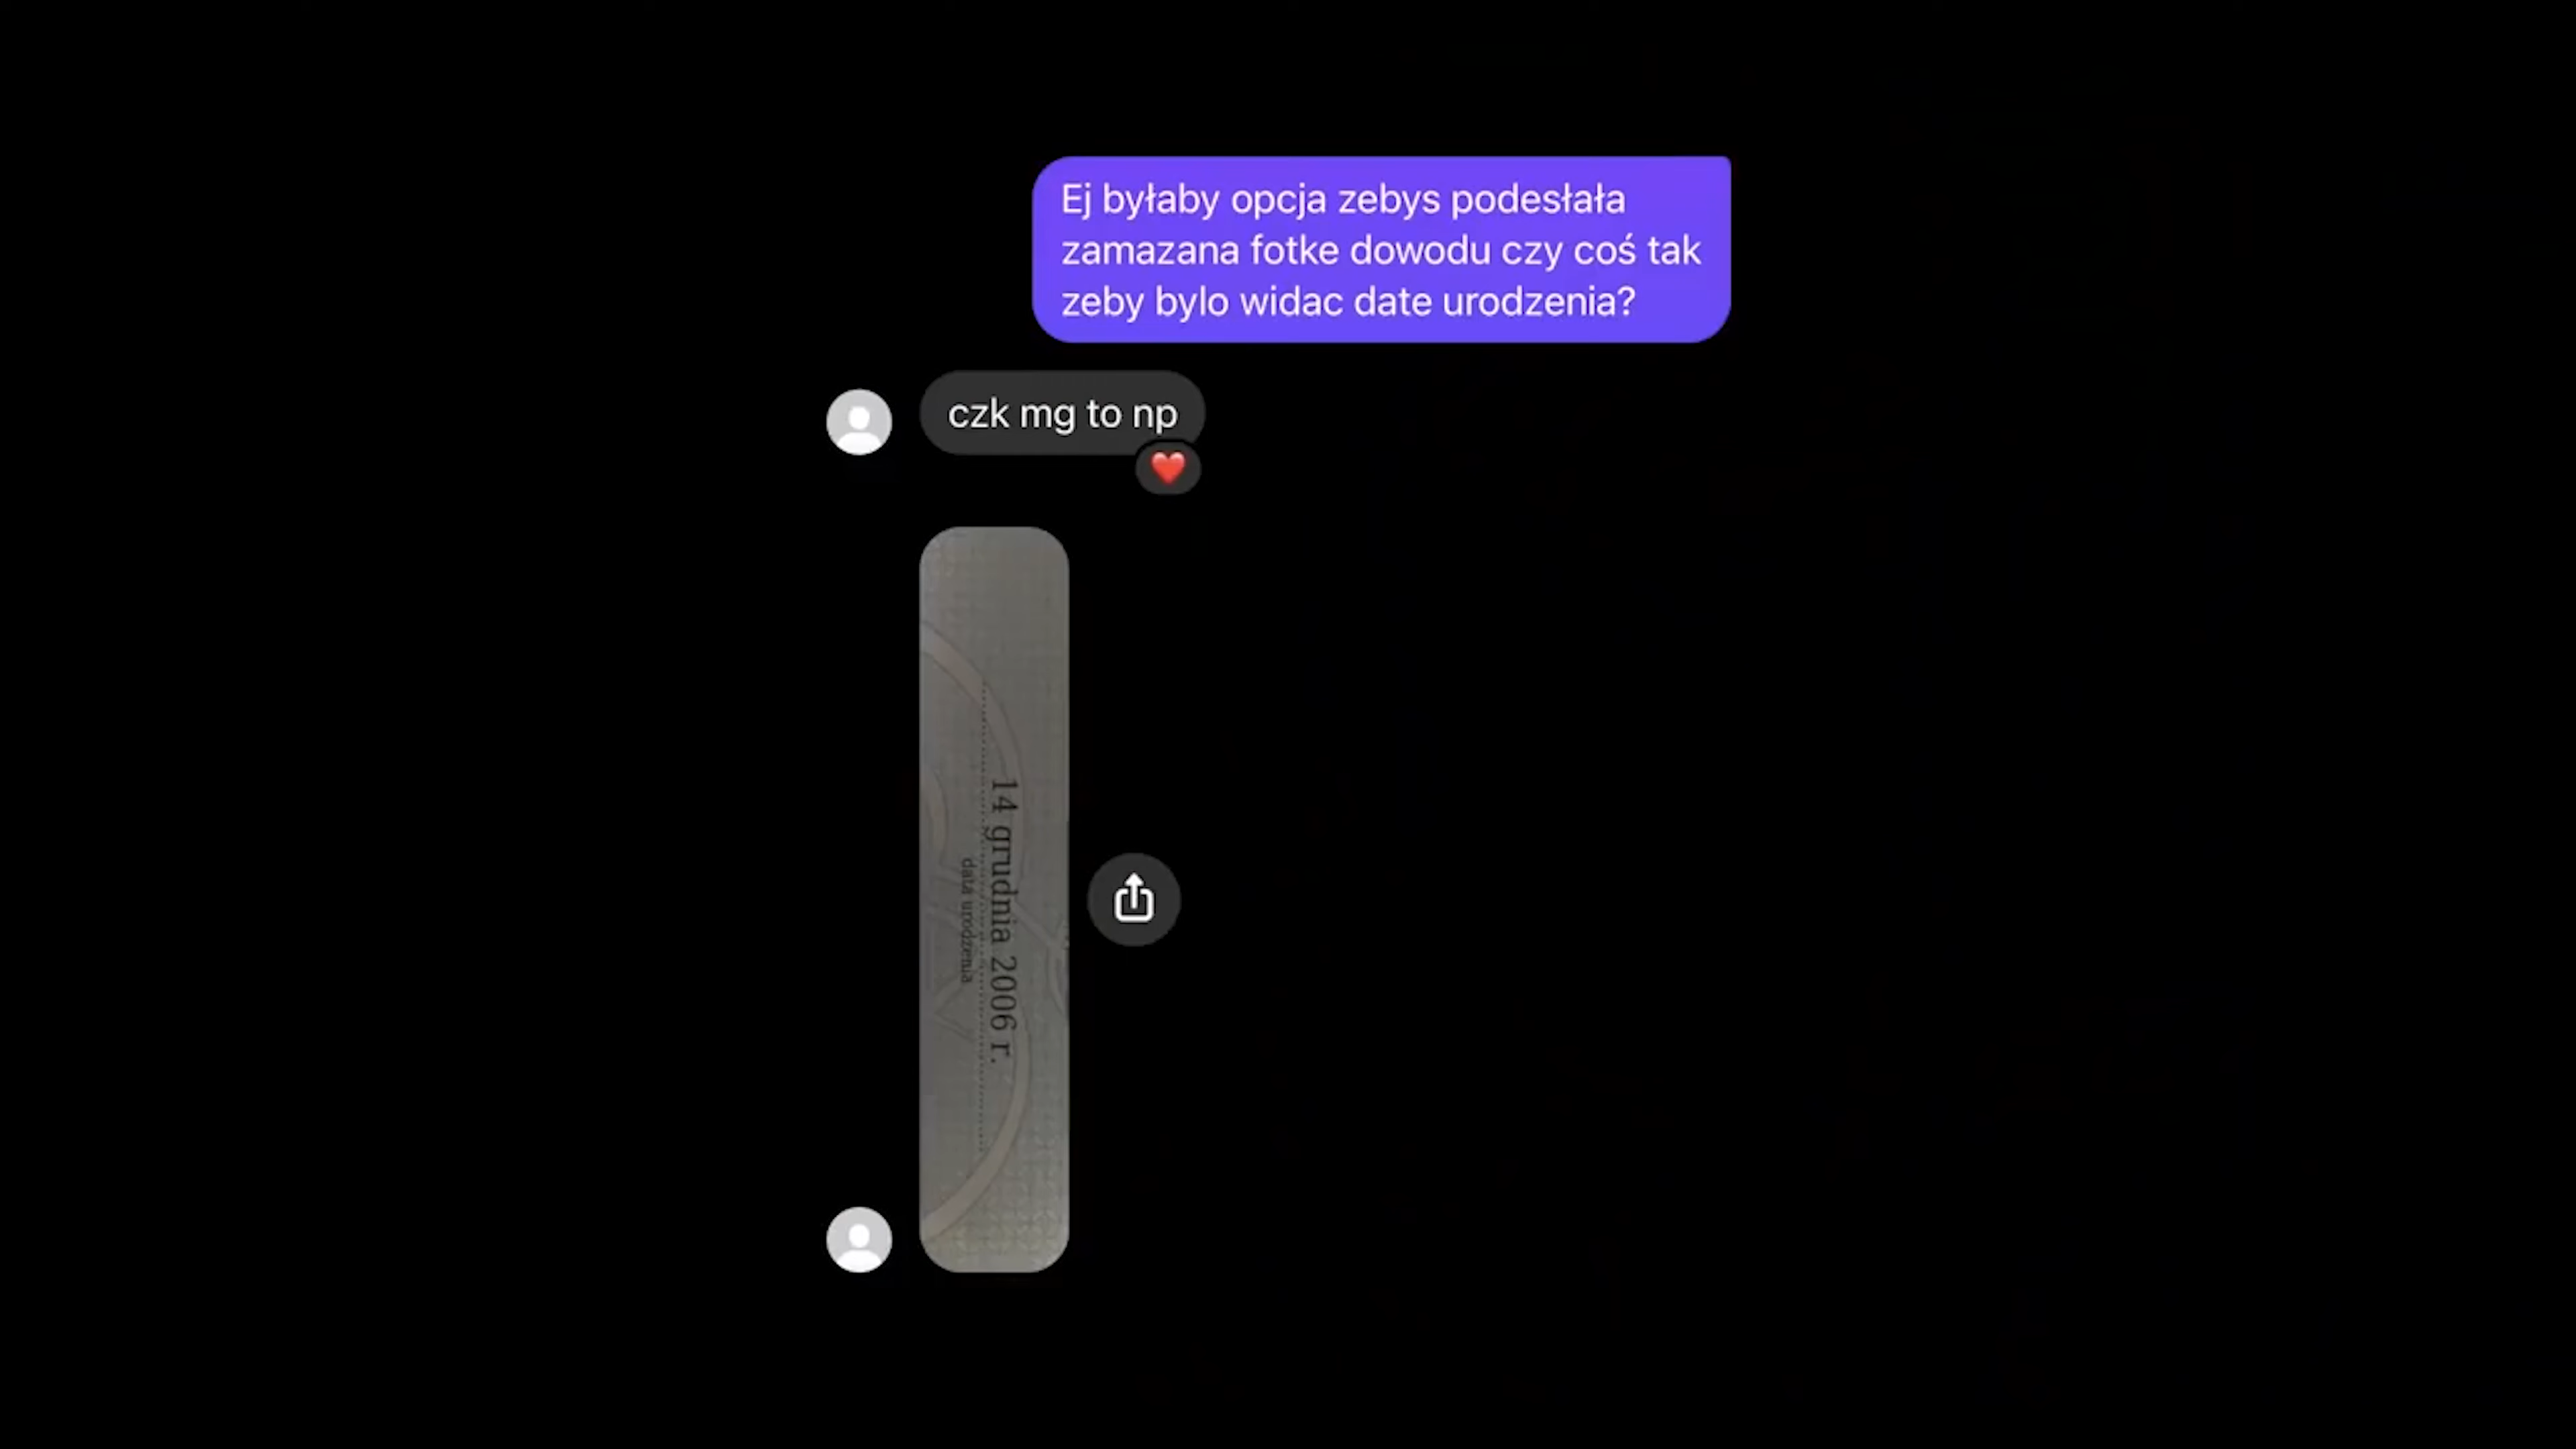 Ej byłaby opcja zebys podesłała
zamazana fotke dowodu czy coś tak
zeby bylo widac date urodzenia?
czk mg to np
14 grudnia 2006 r.
data urodzenia